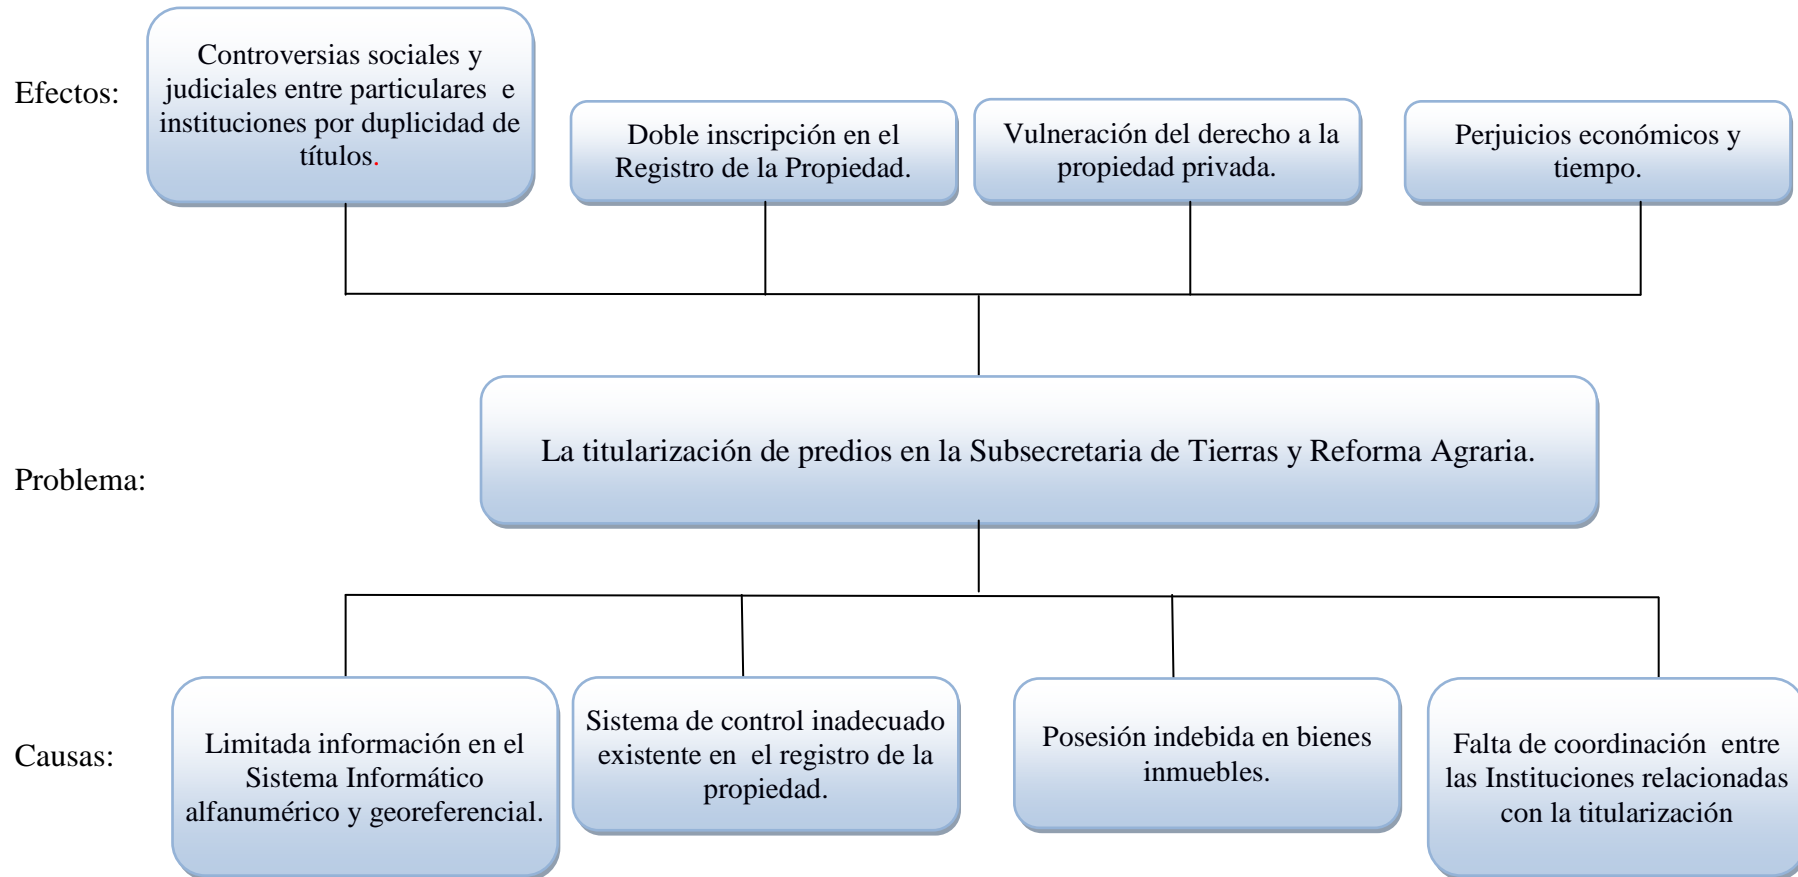 Efectos:
Controversias sociales y
judiciales entre particulares e
instituciones por duplicidad de
títulos.
Doble inscripción en el
Registro de la Propiedad.
Vulneración del derecho a la
propiedad privada.
Perjuicios económicos y
tiempo.
Problema:
La titularización de predios en la Subsecretaria de Tierras y Reforma Agraria.
Causas:
Limitada información en el
Sistema Informático
alfanumérico y georeferencial.
Sistema de control inadecuado
existente en el registro de la
propiedad.
Posesión indebida en bienes
inmuebles.
Falta de coordinación entre
las Instituciones relacionadas
con la titularización